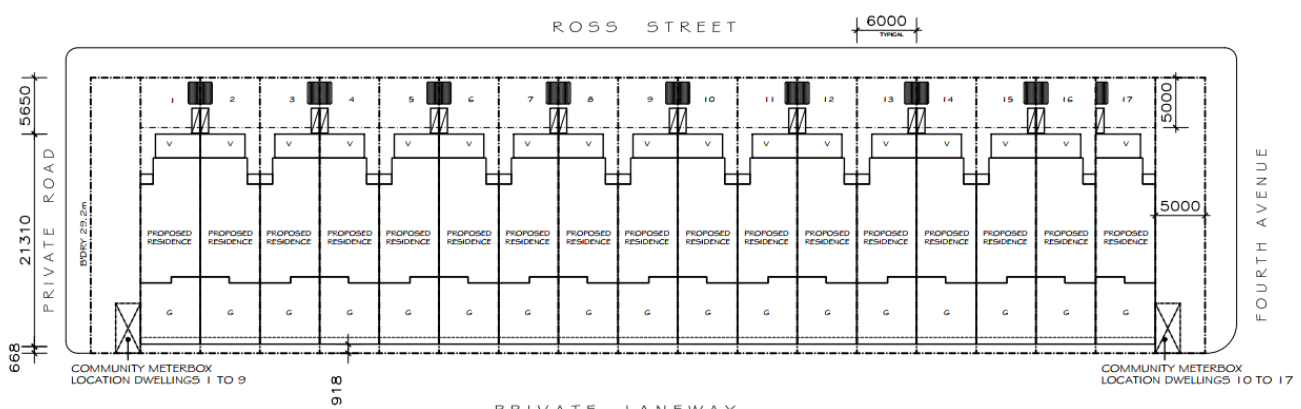 ROSS STREET
6000
TYPICAL
5650
5000
1 2 3 4 5 6 7 8 9 10 11 12 13 14 15 16 17
V V V V V V V V V V V V V V V V V
PRIVATE ROAD
21310
BDRY 29.2m
5000
FOURTH AVENUE
PROPOSED PROPOSED PROPOSED PROPOSED PROPOSED PROPOSED PROPOSED PROPOSED PROPOSED PROPOSED PROPOSED PROPOSED PROPOSED PROPOSED PROPOSED PROPOSED PROPOSED
RESIDENCE RESIDENCE RESIDENCE RESIDENCE RESIDENCE RESIDENCE RESIDENCE RESIDENCE RESIDENCE RESIDENCE RESIDENCE RESIDENCE RESIDENCE RESIDENCE RESIDENCE RESIDENCE RESIDENCE
G G G G G G G G G G G G G G G G G
668
COMMUNITY METERBOX
LOCATION DWELLINGS 1 TO 9
918
COMMUNITY METERBOX
LOCATION DWELLINGS 10 TO 17
PRIVATE LANEWAY